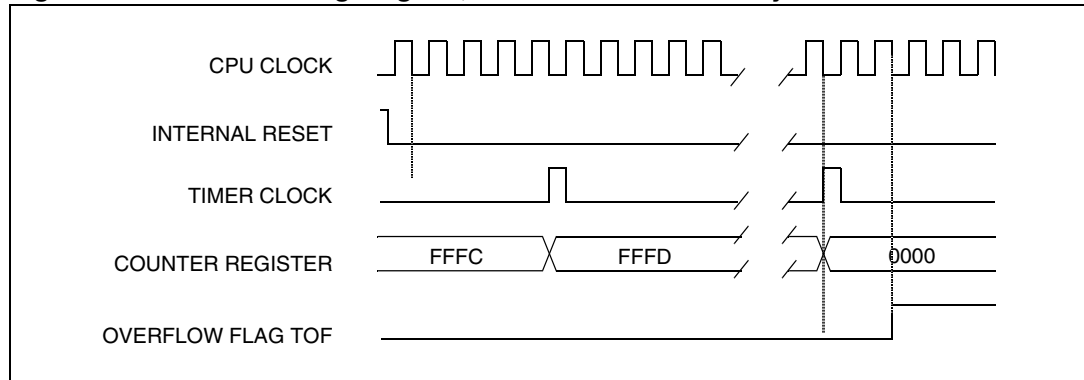 CPU CLOCK
INTERNAL RESET
TIMER CLOCK
COUNTER REGISTER FFFC FFFD 0000
OVERFLOW FLAG TOF